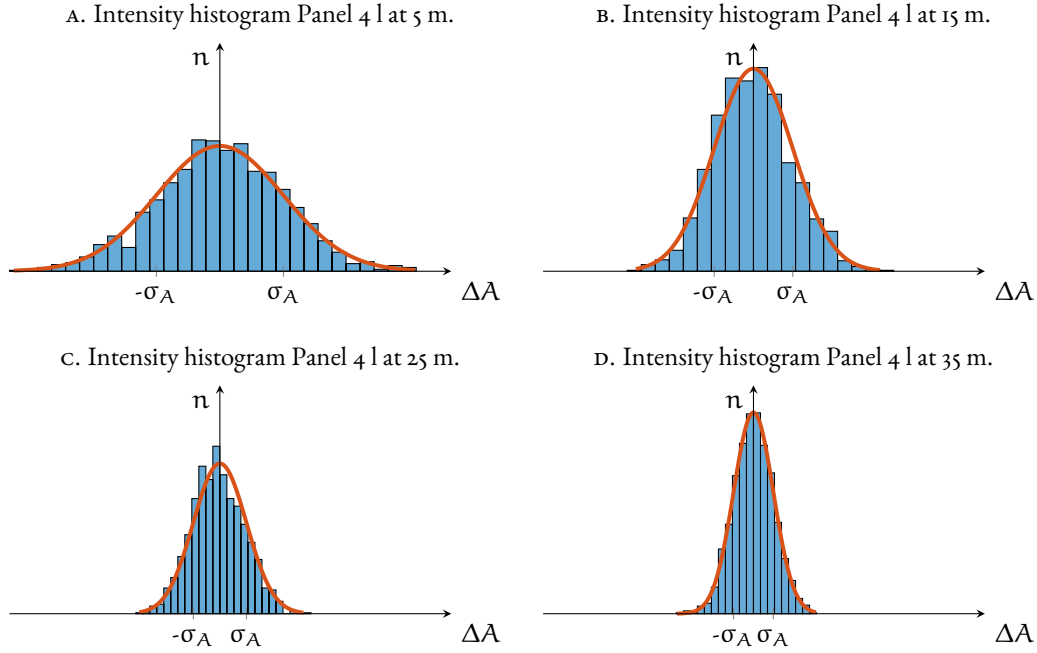 A. Intensity histogram Panel 4 l at 5 m.
n
-σA σA ΔA
B. Intensity histogram Panel 4 l at 15 m.
n
-σA σA ΔA
C. Intensity histogram Panel 4 l at 25 m.
n
-σA σA ΔA
D. Intensity histogram Panel 4 l at 35 m.
n
-σA σA ΔA